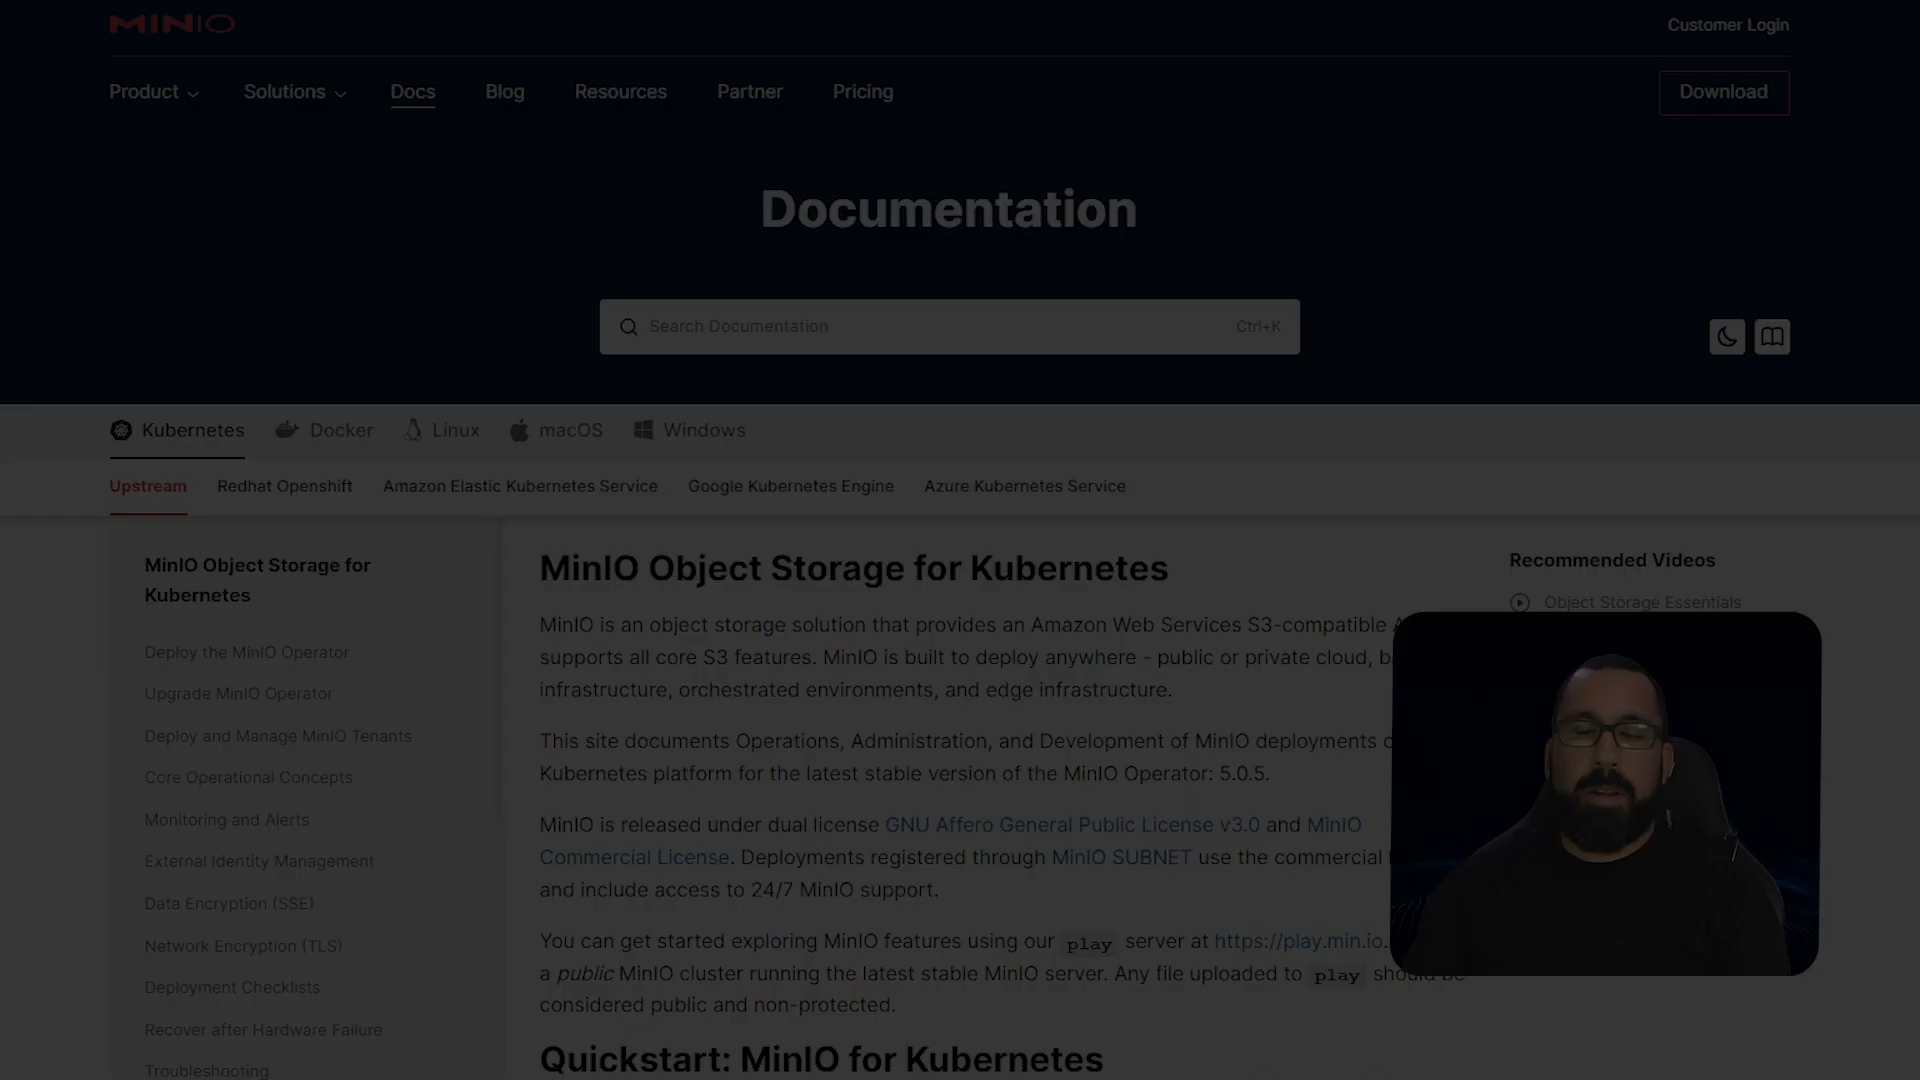 MINIO
Customer Login
Product
Solutions
Docs
Blog
Resources
Partner
Pricing
Download
Documentation
Search Documentation
Ctrl+K
Kubernetes
Docker
Linux
macOS
Windows
Upstream
Redhat Openshift
Amazon Elastic Kubernetes Service
Google Kubernetes Engine
Azure Kubernetes Service
MinIO Object Storage for
Kubernetes
Deploy the MinIO Operator
Upgrade MinIO Operator
Deploy and Manage MinIO Tenants
Core Operational Concepts
Monitoring and Alerts
External Identity Management
Data Encryption (SSE)
Network Encryption (TLS)
Deployment Checklists
Recover after Hardware Failure
Troubleshooting
MinIO Object Storage for Kubernetes
MinIO is an object storage solution that provides an Amazon Web Services S3-compatible
supports all core S3 features. MinIO is built to deploy anywhere - public or private cloud,
infrastructure, orchestrated environments, and edge infrastructure.
This site documents Operations, Administration, and Development of MinIO deployments
Kubernetes platform for the latest stable version of the MinIO Operator: 5.0.5.
MinIO is released under dual license GNU Affero General Public License v3.0 and MinIO
Commercial License. Deployments registered through MinIO SUBNET use the commercial
and include access to 24/7 MinIO support.
You can get started exploring MinIO features using our play server at https://play.min.io.
a public MinIO cluster running the latest stable MinIO server. Any file uploaded to play should be
considered public and non-protected.
Quickstart: MinIO for Kubernetes
Recommended Videos
Object Storage Essentials